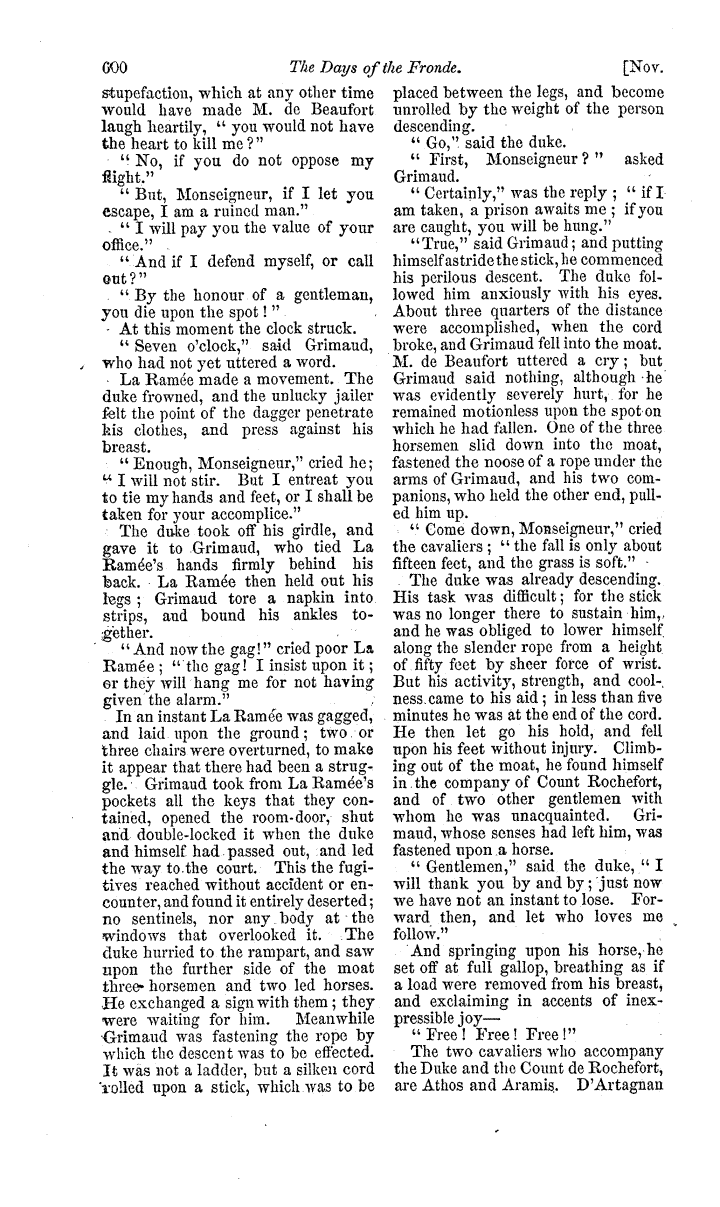 600 The Days of the Fronde. [Nov.
stupefaction, which at any other time
would have made M. de Beaufort
laugh heartily, “ you would not have
the heart to kill me?”
“ No, if you do not oppose my
flight.”
“ But, Monseigneur, if I let you
escape, I am a ruined man.”
“ I will pay you the value of your
office.”
“ And if I defend myself, or call
out?”
“ By the honour of a gentleman,
you die upon the spot!”
At this moment the clock struck.
“ Seven o’clock,” said Grimaud,
who had not yet uttered a word.
La Ramée made a movement. The
duke frowned, and the unlucky jailer
felt the point of the dagger penetrate
his clothes, and press against his
breast.
“ Enough, Monseigneur,” cried he;
“ I will not stir. But I entreat you
to tie my hands and feet, or I shall be
taken for your accomplice.”
The duke took off his girdle, and
gave it to Grimaud, who tied La
Ramée’s hands firmly behind his
back. La Ramée then held out his
legs; Grimaud tore a napkin into
strips, and bound his ankles to-
gether.
“ And now the gag!” cried poor La
Ramée; “ the gag! I insist upon it;
or they will hang me for not having
given the alarm.”
In an instant La Ramée was gagged,
and laid upon the ground; two or
three chairs were overturned, to make
it appear that there had been a strug-
gle. Grimaud took from La Ramée’s
pockets all the keys that they con-
tained, opened the room-door, shut
and double-locked it when the duke
and himself had passed out, and led
the way to the court. This the fugi-
tives reached without accident or en-
counter, and found it entirely deserted;
no sentinels, nor any body at the
windows that overlooked it. The
duke hurried to the rampart, and saw
upon the further side of the moat
three horsemen and two led horses.
He exchanged a sign with them; they
were waiting for him. Meanwhile
Grimaud was fastening the rope by
which the descent was to be effected.
It was not a ladder, but a silken cord
rolled upon a stick, which was to be
placed between the legs, and become
unrolled by the weight of the person
descending.
“ Go,” said the duke.
“ First, Monseigneur?” asked
Grimaud.
“ Certainly,” was the reply; “ if I
am taken, a prison awaits me; if you
are caught, you will be hung.”
“True,” said Grimaud; and putting
himself astride the stick, he commenced
his perilous descent. The duke fol-
lowed him anxiously with his eyes.
About three quarters of the distance
were accomplished, when the cord
broke, and Grimaud fell into the moat.
M. de Beaufort uttered a cry; but
Grimaud said nothing, although he
was evidently severely hurt, for he
remained motionless upon the spot on
which he had fallen. One of the three
horsemen slid down into the moat,
fastened the noose of a rope under the
arms of Grimaud, and his two com-
panions, who held the other end, pull-
ed him up.
“ Come down, Monseigneur,” cried
the cavaliers; “ the fall is only about
fifteen feet, and the grass is soft.”
The duke was already descending.
His task was difficult; for the stick
was no longer there to sustain him,
and he was obliged to lower himself
along the slender rope from a height
of fifty feet by sheer force of wrist.
But his activity, strength, and cool-
ness came to his aid; in less than five
minutes he was at the end of the cord.
He then let go his hold, and fell
upon his feet without injury. Climb-
ing out of the moat, he found himself
in the company of Count Rochefort,
and of two other gentlemen with
whom he was unacquainted. Gri-
maud, whose senses had left him, was
fastened upon a horse.
“ Gentlemen,” said the duke, “ I
will thank you by and by; just now
we have not an instant to lose. For-
ward then, and let who loves me
follow.”
And springing upon his horse, he
set off at full gallop, breathing as if
a load were removed from his breast,
and exclaiming in accents of inex-
pressible joy—
“ Free! Free! Free!”
The two cavaliers who accompany
the Duke and the Count de Rochefort,
are Athos and Aramis. D’Artagnan